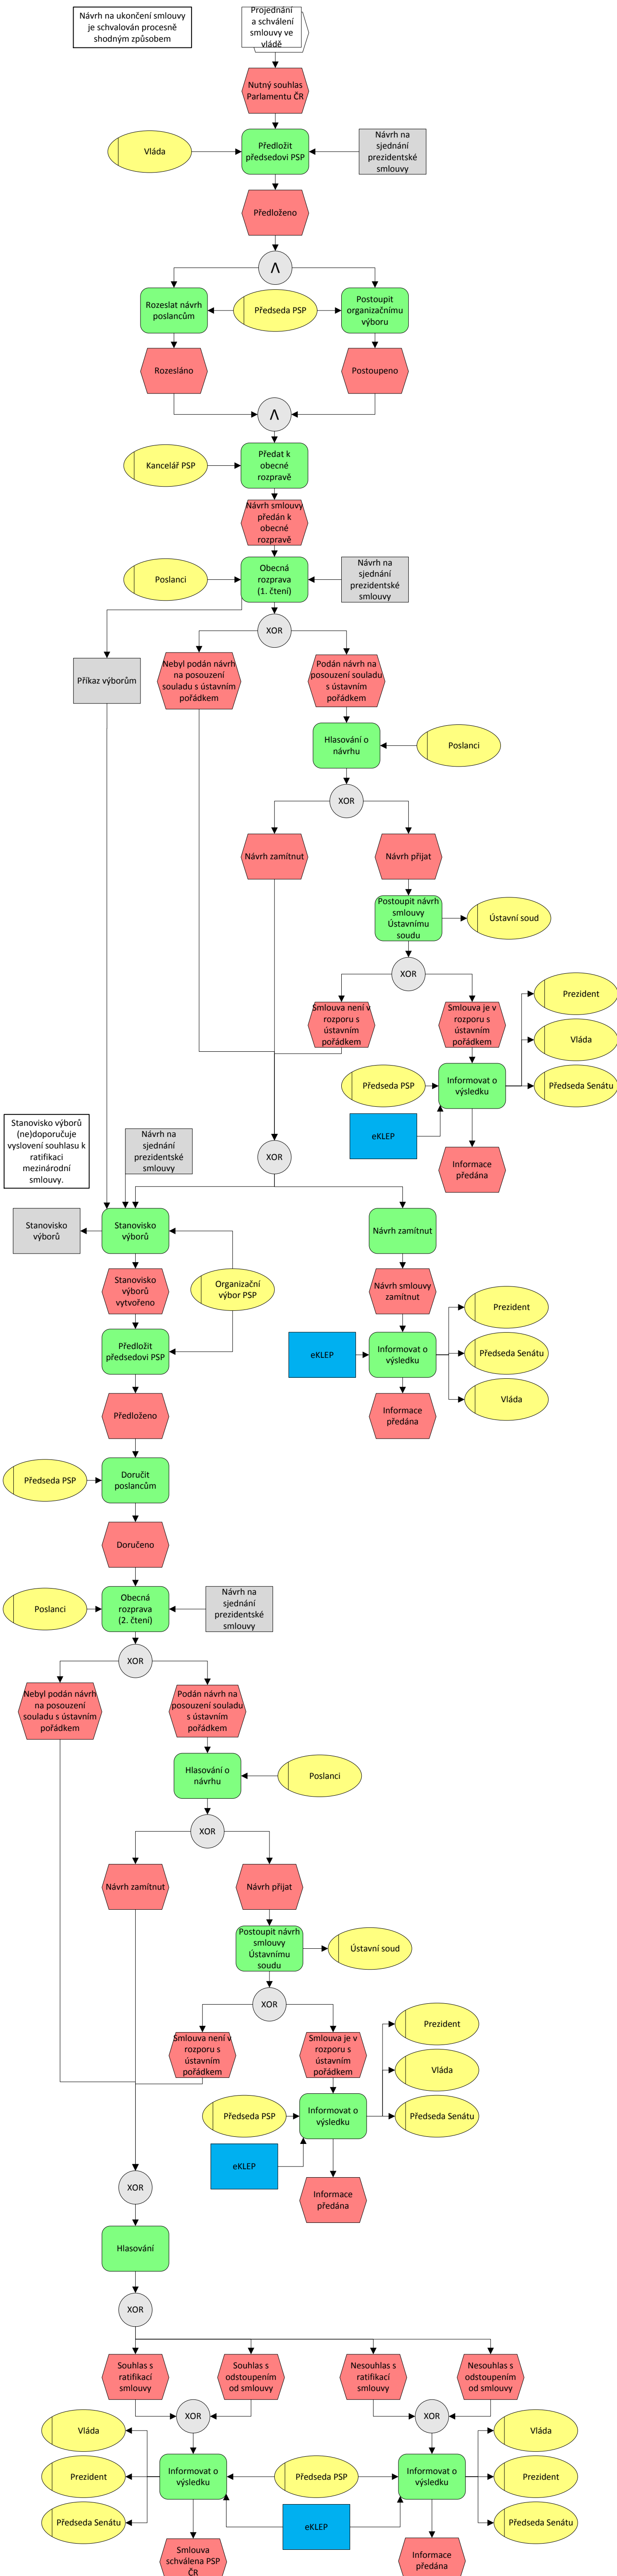 Návrh na ukončení smlouvy
je schvalován procesně
shodným způsobem
Projednání
a schválení
smlouvy ve
vládě
Nutný souhlas
Parlamentu ČR
Vláda
Předložit
předsedovi PSP
Návrh na
sjednání
prezidentské
smlouvy
Předloženo
Λ
Rozeslat návrh
poslancům
Předseda PSP
Postoupit
organizačnímu
výboru
Rozesláno
Postoupeno
Λ
Kancelář PSP
Předat k
obecné
rozpravě
Návrh smlouvy
předán k
obecné
rozpravě
Poslanci
Obecná
rozprava
(1. čtení)
Návrh na
sjednání
prezidentské
smlouvy
XOR
Příkaz výborům
Nebyl podán návrh
na posouzení
souladu s ústavním
pořádkem
Podán návrh na
posouzení souladu
s ústavním
pořádkem
Hlasování o
návrhu
Poslanci
XOR
Návrh zamítnut
Návrh přijat
Postoupit návrh
smlouvy
Ústavnímu
soudu
Ústavní soud
XOR
Smlouva není v
rozporu s
ústavním
pořádkem
Smlouva je v
rozporu s
ústavním
pořádkem
Prezident
Vláda
Předseda PSP
Informovat o
výsledku
Předseda Senátu
eKLEP
Informace
předána
Stanovisko výborů
(ne)doporučuje
vyslovení souhlasu k
ratifikaci
mezinárodní
smlouvy.
Návrh na
sjednání
prezidentské
smlouvy
XOR
Stanovisko
výborů
Stanovisko
výborů
Návrh zamítnut
Stanovisko
výborů
vytvořeno
Organizační
výbor PSP
Návrh smlouvy
zamítnut
Prezident
Předložit
předsedovi PSP
eKLEP
Informovat o
výsledku
Předseda Senátu
Vláda
Předloženo
Informace
předána
Předseda PSP
Doručit
poslancům
Doručeno
Poslanci
Obecná
rozprava
(2. čtení)
Návrh na
sjednání
prezidentské
smlouvy
XOR
Nebyl podán návrh
na posouzení
souladu s ústavním
pořádkem
Podán návrh na
posouzení souladu
s ústavním
pořádkem
Hlasování o
návrhu
Poslanci
XOR
Návrh zamítnut
Návrh přijat
Postoupit návrh
smlouvy
Ústavnímu
soudu
Ústavní soud
XOR
Smlouva není v
rozporu s
ústavním
pořádkem
Smlouva je v
rozporu s
ústavním
pořádkem
Prezident
Vláda
Předseda PSP
Informovat o
výsledku
Předseda Senátu
eKLEP
Informace
předána
XOR
Hlasování
XOR
Souhlas s
ratifikací
smlouvy
Souhlas s
odstoupením
od smlouvy
Nesouhlas s
ratifikací
smlouvy
Nesouhlas s
odstoupením
od smlouvy
Vláda
XOR
XOR
Vláda
Prezident
Informovat o
výsledku
Předseda PSP
Informovat o
výsledku
Prezident
Předseda Senátu
eKLEP
Předseda Senátu
Smlouva
schválena PSP
ČR
Informace
předána